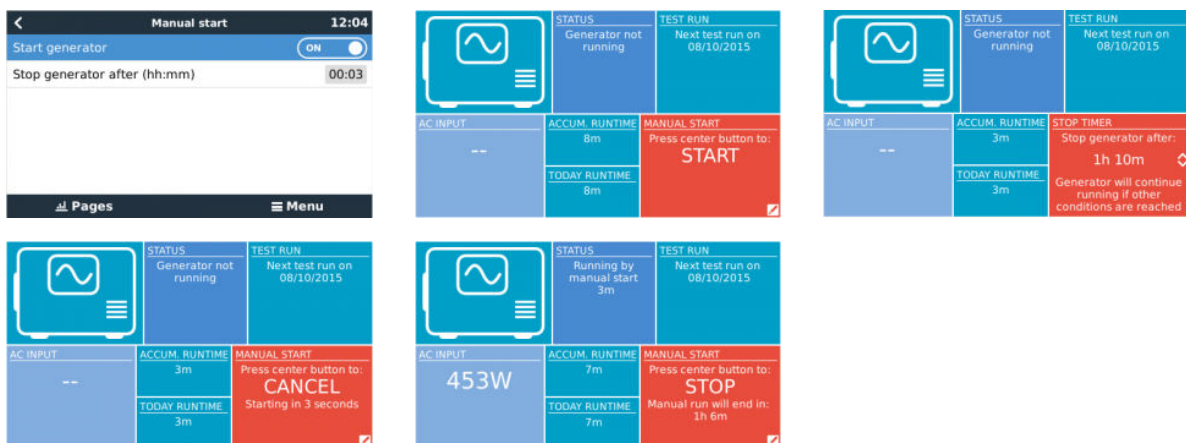 Manual start 12:04
Start generator ON
Stop generator after (hh:mm) 00:03
Pages Menu
STATUS
Generator not
running
TEST RUN
Next test run on
08/10/2015
AC INPUT
--
ACCUM. RUNTIME
8m
TODAY RUNTIME
8m
MANUAL START
Press center button to:
START
STATUS
Generator not
running
TEST RUN
Next test run on
08/10/2015
AC INPUT
--
ACCUM. RUNTIME
3m
TODAY RUNTIME
3m
STOP TIMER
Stop generator after:
1h 10m
Generator will continue
running if other
conditions are reached
STATUS
Generator not
running
TEST RUN
Next test run on
08/10/2015
AC INPUT
--
ACCUM. RUNTIME
3m
TODAY RUNTIME
3m
MANUAL START
Press center button to:
CANCEL
Starting in 3 seconds
STATUS
Running by
manual start
3m
TEST RUN
Next test run on
08/10/2015
AC INPUT
453W
ACCUM. RUNTIME
7m
TODAY RUNTIME
7m
MANUAL START
Press center button to:
STOP
Manual run will end in:
1h 6m